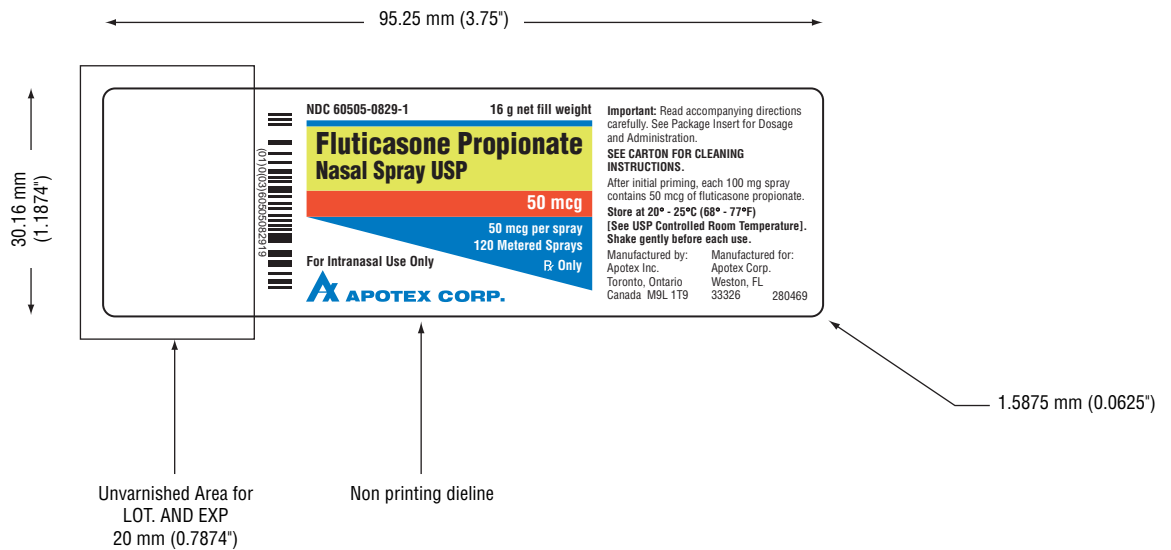 95.25 mm (3.75")
30.16 mm
(1.1874")
(01)0(03)60505082919
NDC 60505-0829-1 16 g net fill weight
Fluticasone Propionate
Nasal Spray USP
50 mcg
50 mcg per spray
120 Metered Sprays
For Intranasal Use Only
℞ Only
APOTEX CORP.
Important: Read accompanying directions
carefully. See Package Insert for Dosage
and Administration.
SEE CARTON FOR CLEANING
INSTRUCTIONS.
After initial priming, each 100 mg spray
contains 50 mcg of fluticasone propionate.
Store at 20° - 25°C (68° - 77°F)
[See USP Controlled Room Temperature].
Shake gently before each use.
Manufactured by:
Apotex Inc.
Toronto, Ontario
Canada M9L 1T9
Manufactured for:
Apotex Corp.
Weston, FL
33326
280469
1.5875 mm (0.0625")
Unvarnished Area for
LOT. AND EXP
20 mm (0.7874")
Non printing dieline